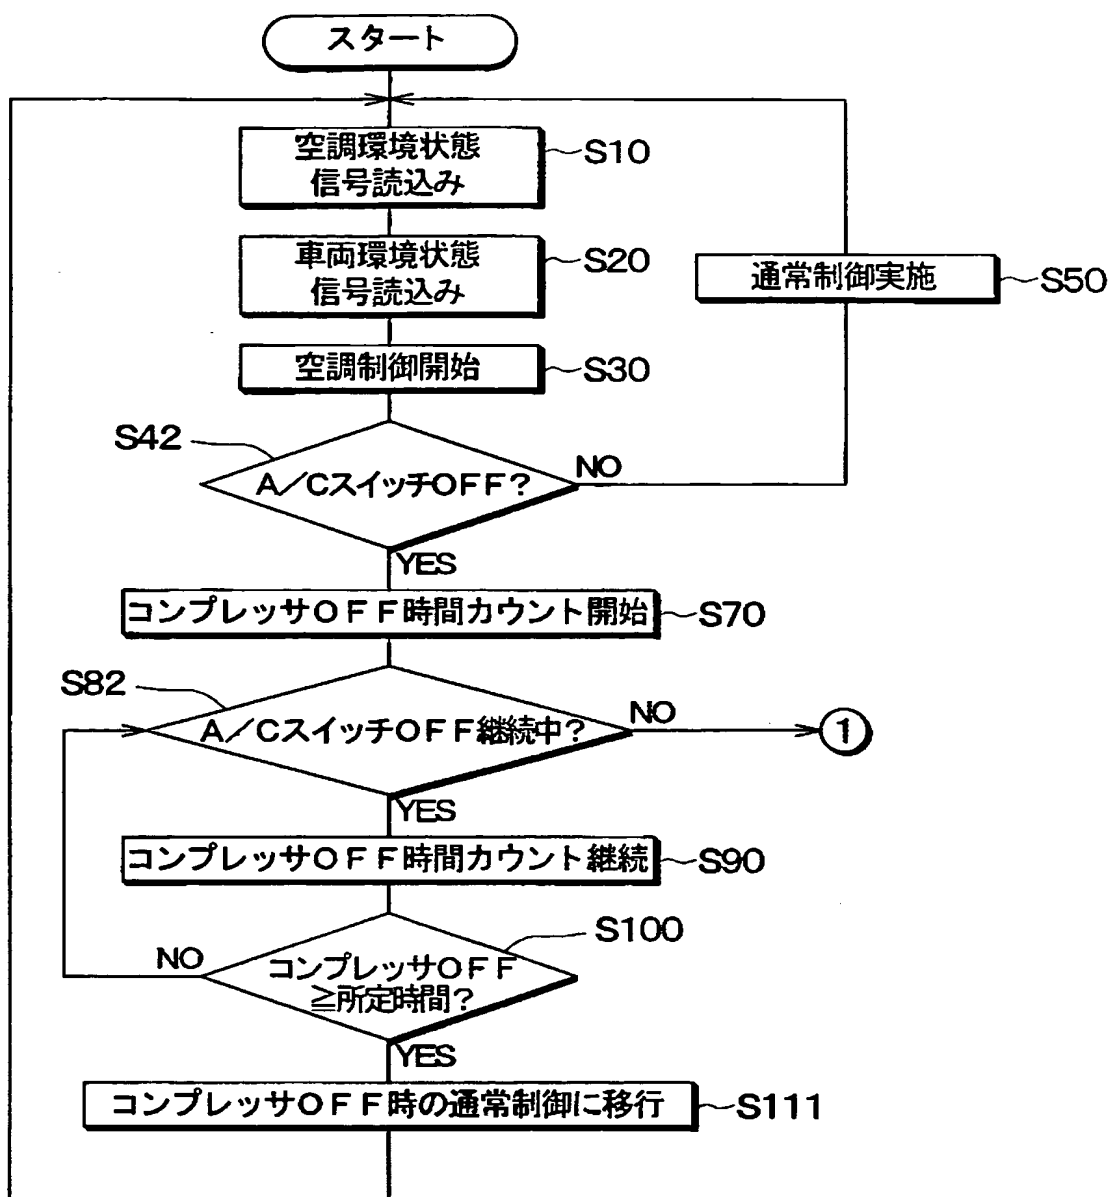 スタート
空調環境状態
信号読込み
S10
車両環境状態
信号読込み
S20
通常制御実施
S50
空調制御開始
S30
S42
A/CスイッチOFF?
NO
YES
コンプレッサOFF時間カウント開始
S70
S82
A/CスイッチOFF継続中?
NO
1
YES
コンプレッサOFF時間カウント継続
S90
S100
NO
コンプレッサOFF
≧所定時間?
YES
コンプレッサOFF時の通常制御に移行
S111